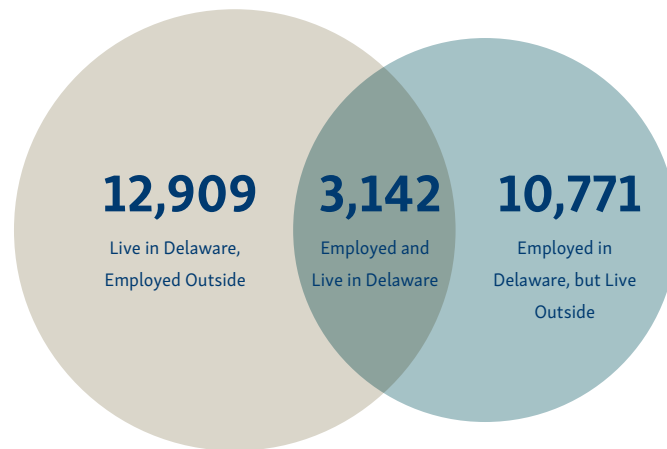 12,909
Live in Delaware,
Employed Outside
3,142
Employed and
Live in Delaware
10,771
Employed in
Delaware, but Live
Outside